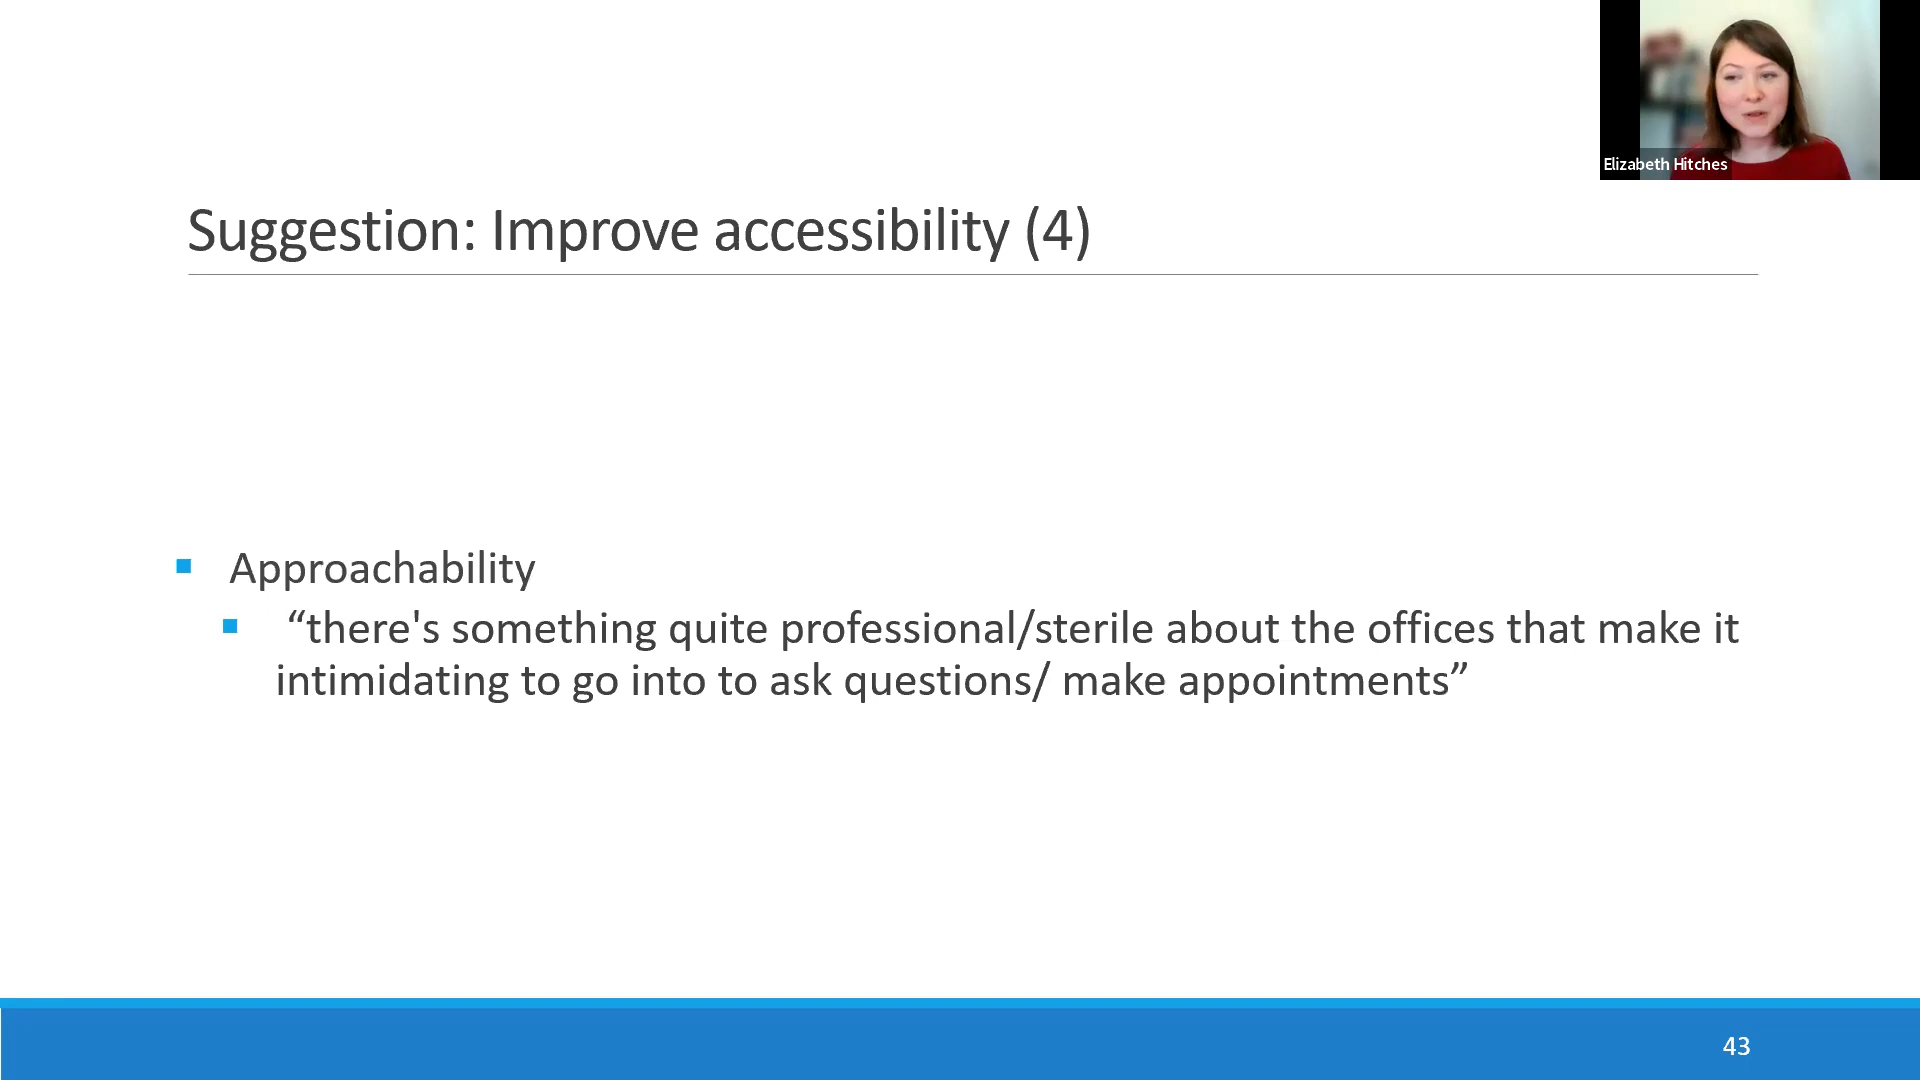 Elizabeth Hitches
Suggestion: Improve accessibility (4)
Approachability
“there's something quite professional/sterile about the offices that make it
intimidating to go into to ask questions/ make appointments”
43